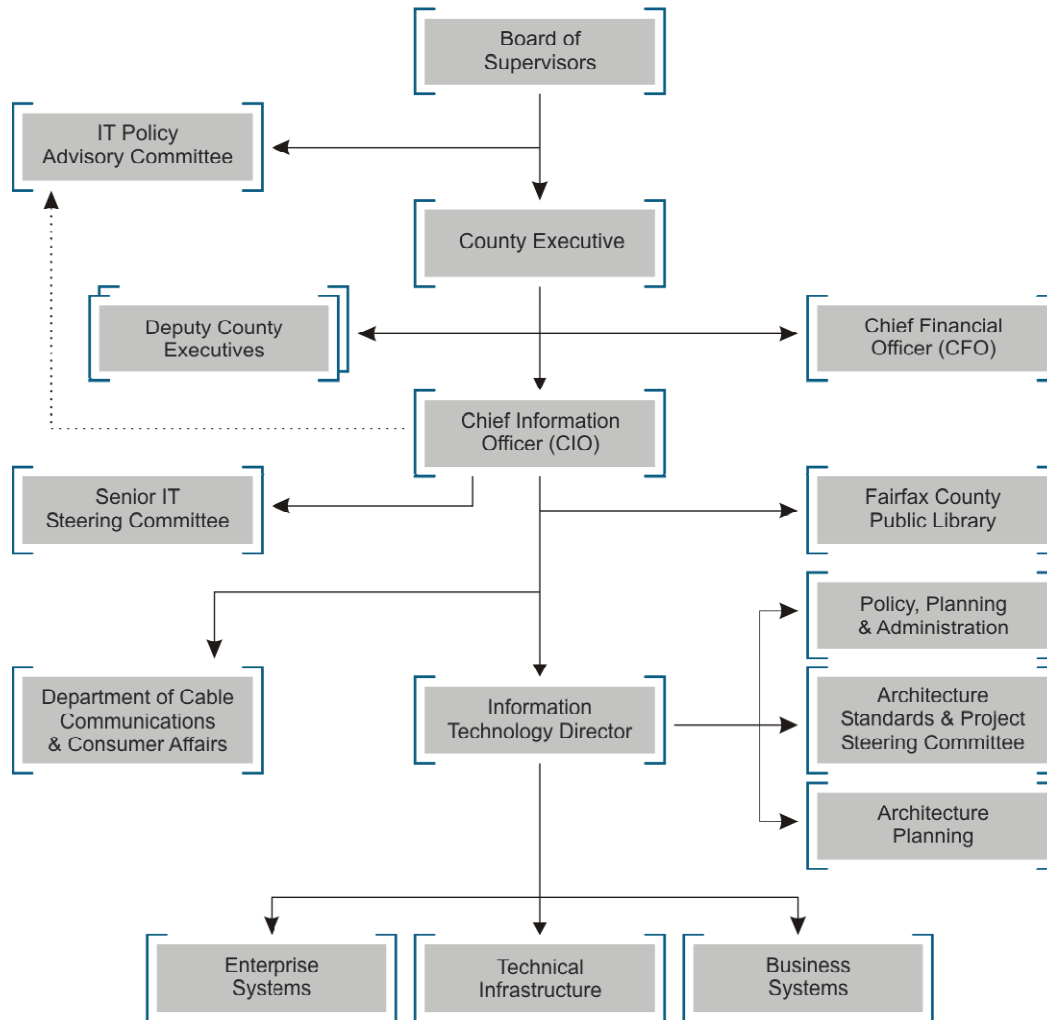 Board of
Supervisors
IT Policy
Advisory Committee
County Executive
Deputy County
Executives
Chief Financial
Officer (CFO)
Chief Information
Officer (CIO)
Senior IT
Steering Committee
Fairfax County
Public Library
Policy, Planning
& Administration
Department of Cable
Communications
& Consumer Affairs
Information
Technology Director
Architecture
Standards & Project
Steering Committee
Architecture
Planning
Enterprise
Systems
Technical
Infrastructure
Business
Systems